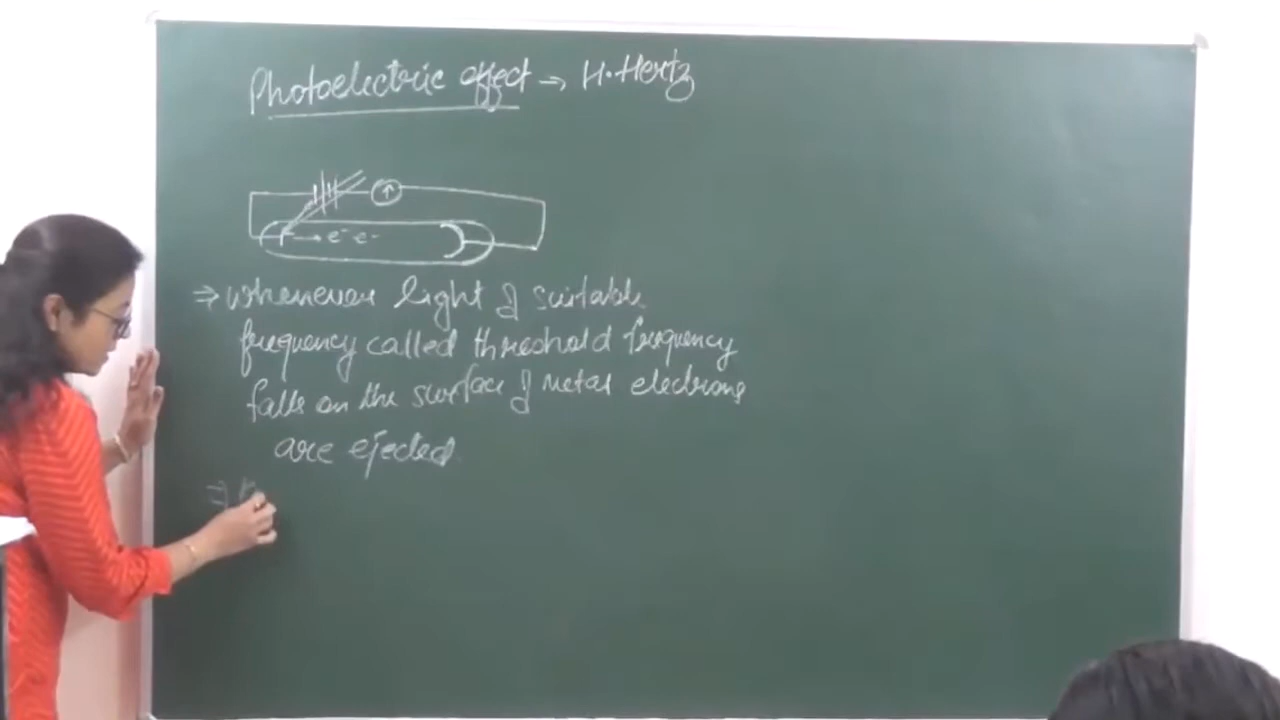 Photoelectric effect → H. Hertz
→ e⁻ e⁻
⇒ whenever light of suitable
frequency called threshold frequency
falls on the surface of metal electrons
are ejected
⇒